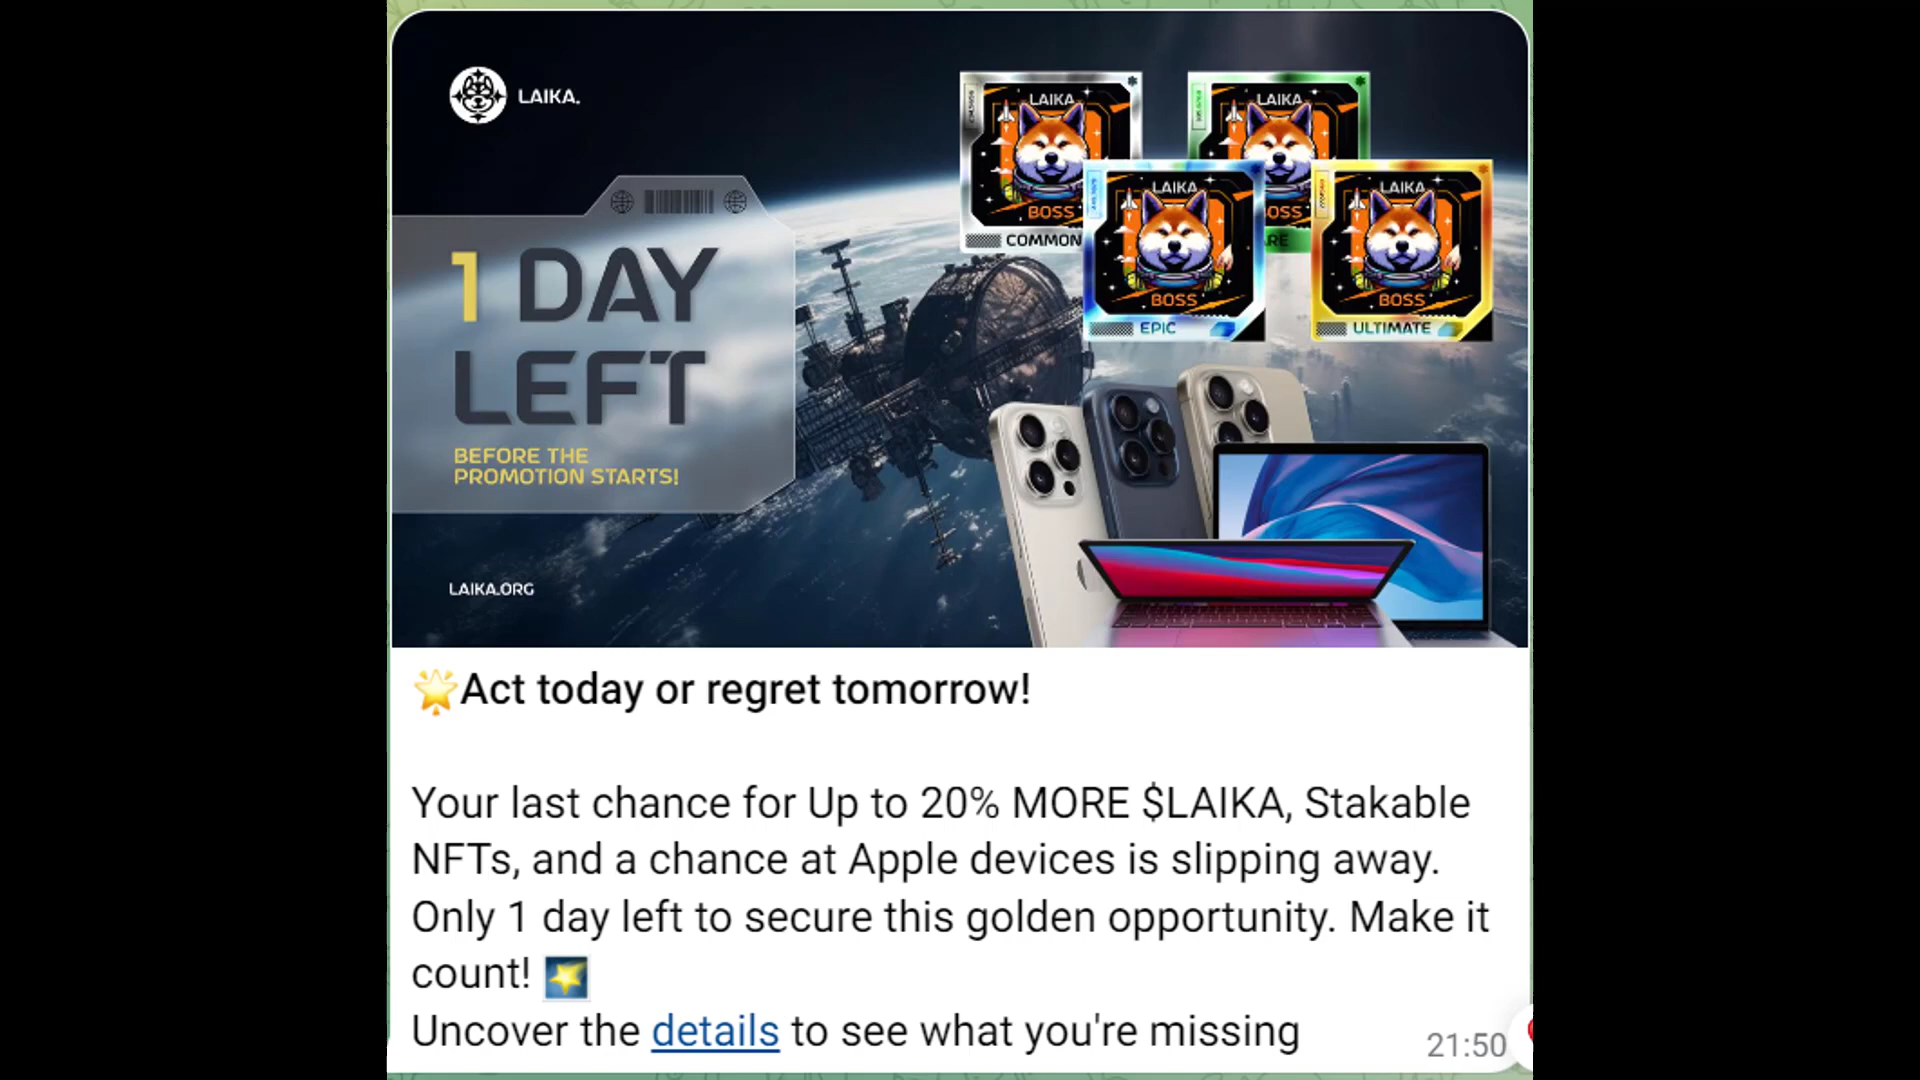 LAIKA.
LAIKA
BOSS
COMMON
LAIKA
BOSS
LAIKA
BOSS
EPIC
LAIKA
BOSS
ULTIMATE
1 DAY
LEFT
BEFORE THE
PROMOTION STARTS!
LAIKA.ORG
🌟Act today or regret tomorrow!
Your last chance for Up to 20% MORE $LAIKA, Stakable
NFTs, and a chance at Apple devices is slipping away.
Only 1 day left to secure this golden opportunity. Make it
count! 🌠
Uncover the details to see what you're missing
21:50